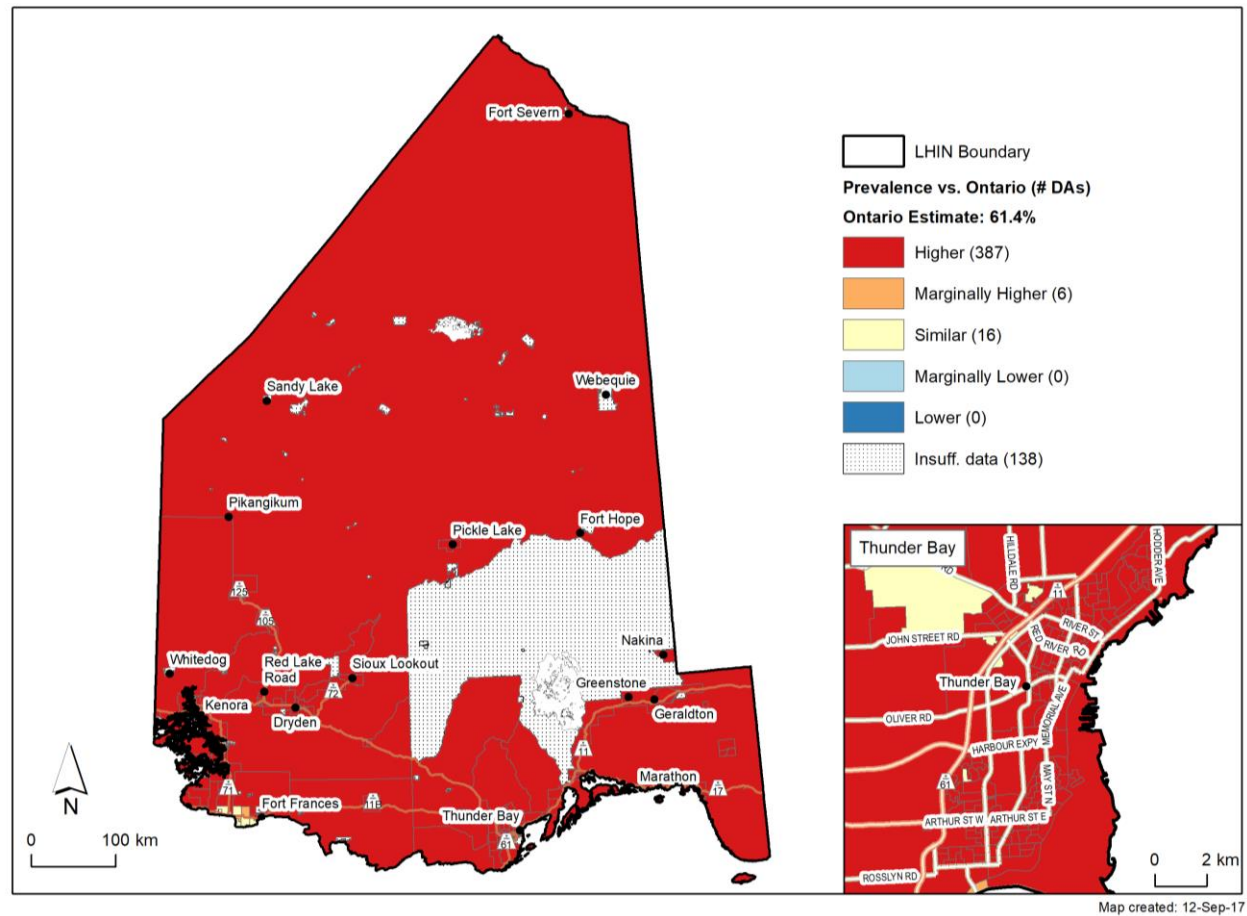 Fort Severn
LHIN Boundary
Prevalence vs. Ontario (# DAs)
Ontario Estimate: 61.4%
Higher (387)
Marginally Higher (6)
Similar (16)
Marginally Lower (0)
Lower (0)
Insuff. data (138)
Sandy Lake
Webequie
Pikangikum
Pickle Lake
Fort Hope
125
105
Whitedog
Red Lake
Road
Sioux Lookout
72
Nakina
Kenora
Dryden
Greenstone
Geraldton
11
Marathon
17
71
Fort Frances
11B
Thunder Bay
61
N
0 100 km
Thunder Bay
HILLDALE RD
HODDER AVE
RD
11
JOHN STREET RD
RIVER ST
RED RIVER RD
Thunder Bay
MEMORIAL AVE
OLIVER RD
HARBOUR EXPY
61
MAY ST N
ARTHUR ST W
ARTHUR ST E
ROSSLYN RD
0 2 km
Map created: 12-Sep-17